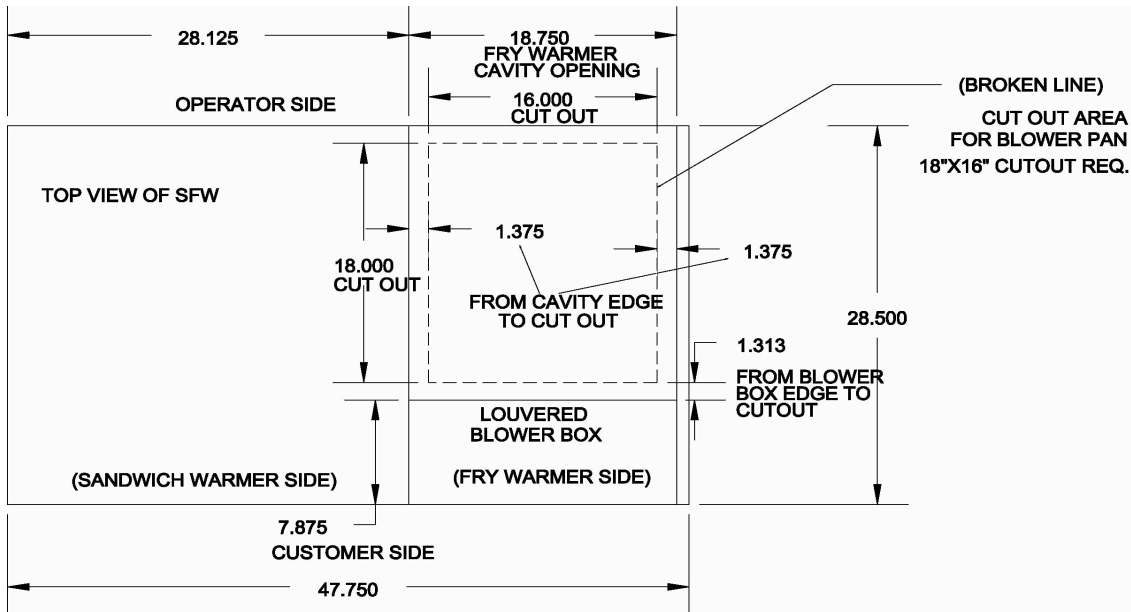 28.125
18.750
FRY WARMER
CAVITY OPENING
16.000
CUT OUT
OPERATOR SIDE
(BROKEN LINE)
CUT OUT AREA
FOR BLOWER PAN
18"X16" CUTOUT REQ.
TOP VIEW OF SFW
1.375
1.375
18.000
CUT OUT
FROM CAVITY EDGE
TO CUT OUT
28.500
1.313
FROM BLOWER
BOX EDGE TO
CUTOUT
LOUVERED
BLOWER BOX
(SANDWICH WARMER SIDE)
(FRY WARMER SIDE)
7.875
CUSTOMER SIDE
47.750